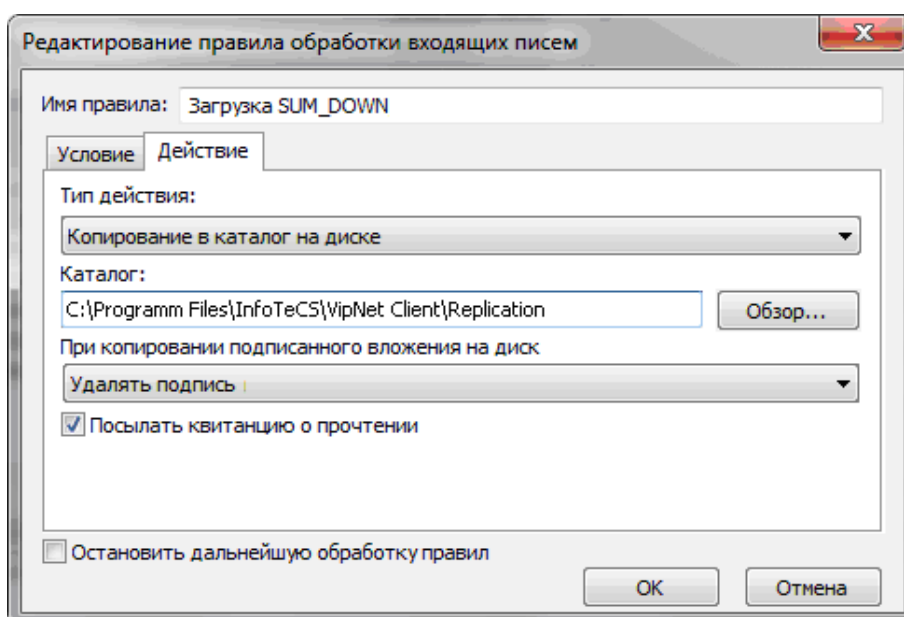 Редактирование правила обработки входящих писем
Имя правила: Загрузка SUM_DOWN
Условие Действие
Тип действия:
Копирование в каталог на диске
Каталог:
C:\Programm Files\InfoTeCS\VipNet Client\Replication Обзор...
При копировании подписанного вложения на диск
Удалять подпись
Посылать квитанцию о прочтении
Остановить дальнейшую обработку правил
OK Отмена